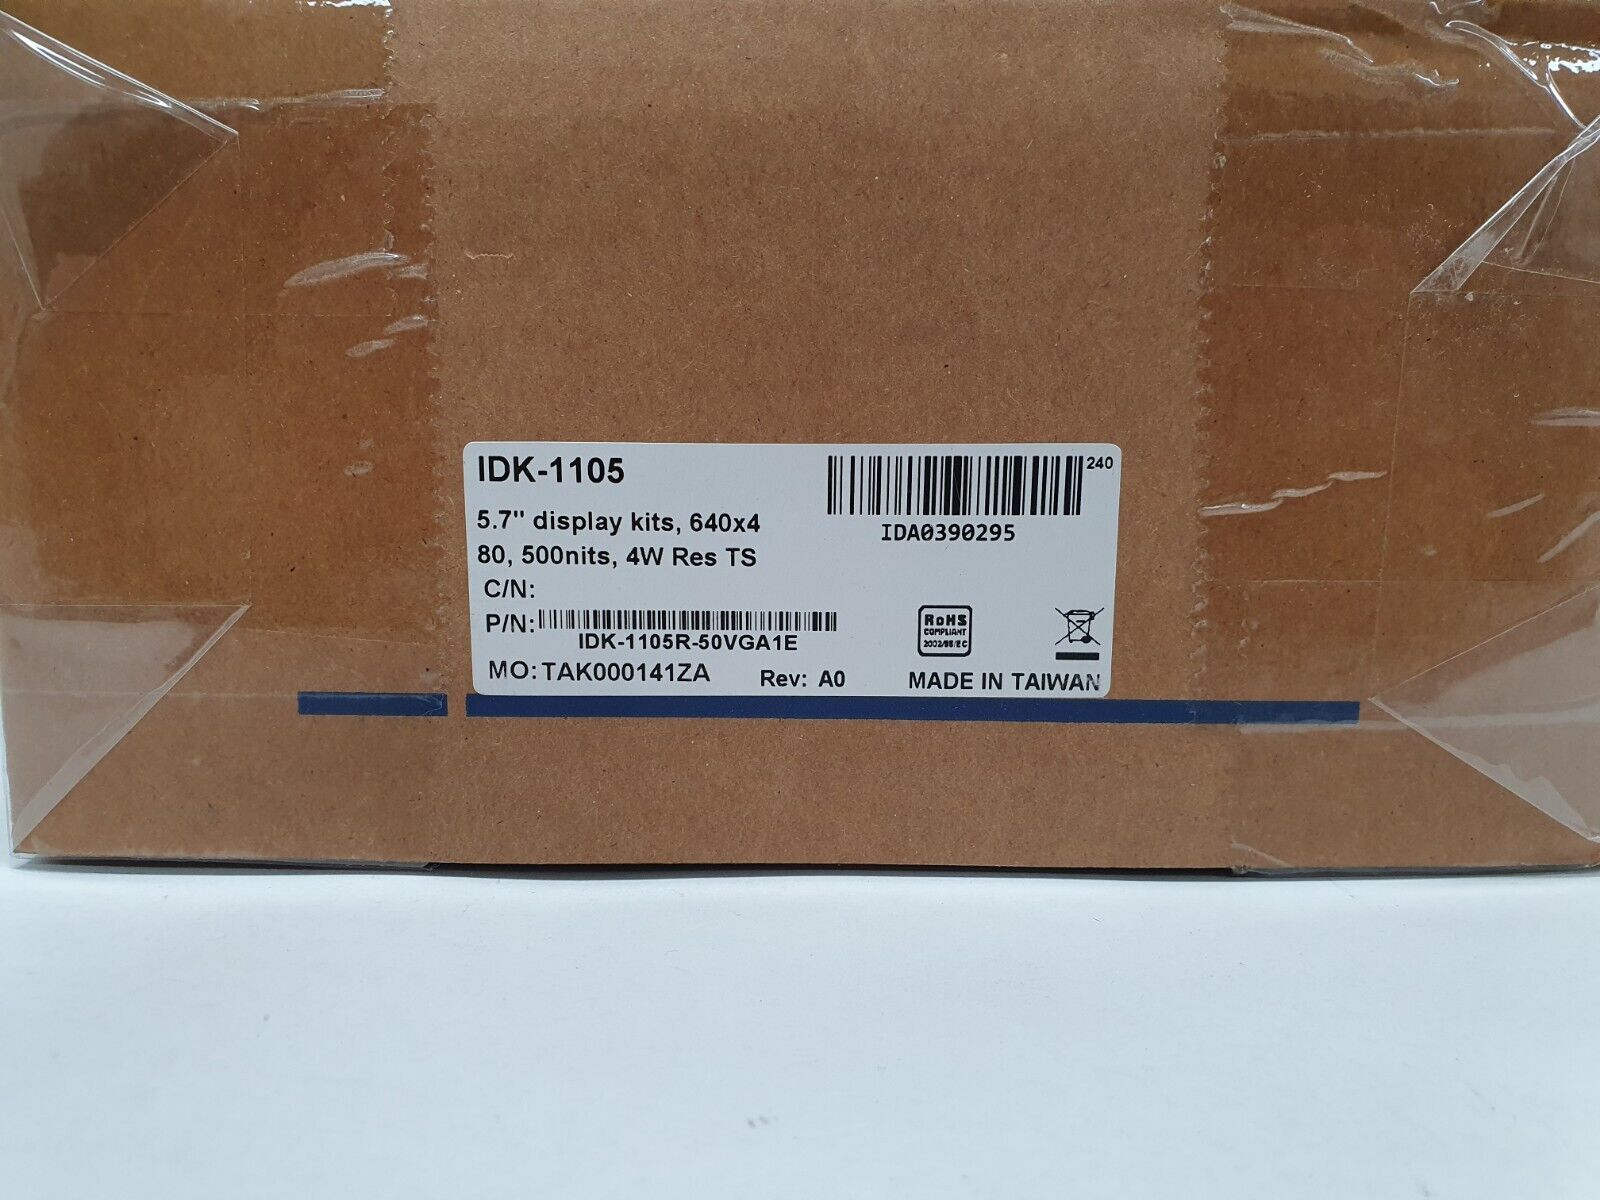 IDK-1105
240
IDA0390295
5.7" display kits, 640x4
80, 500nits, 4W Res TS
C/N:
P/N:
IDK-1105R-50VGA1E
RoHS
COMPLIANT
2002/95/EC
MO: TAK000141ZA Rev: A0 MADE IN TAIWAN